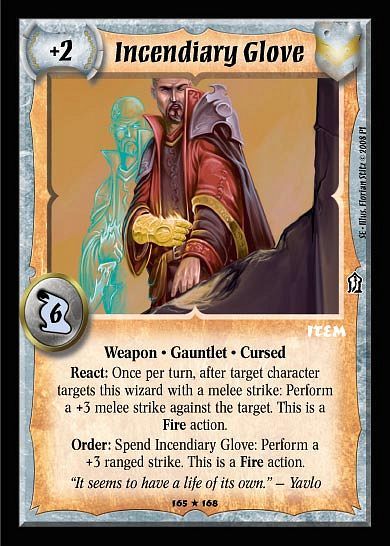 +2
Incendiary Glove
SE • Illus. Florian Stitz © 2008 P1
ITEM
6
Weapon • Gauntlet • Cursed
React: Once per turn, after target character
targets this wizard with a melee strike: Perform
a +3 melee strike against the target. This is a
Fire action.
Order: Spend Incendiary Glove: Perform a
+3 ranged strike. This is a Fire action.
“It seems to have a life of its own.” – Yavlo
165 ★ 168